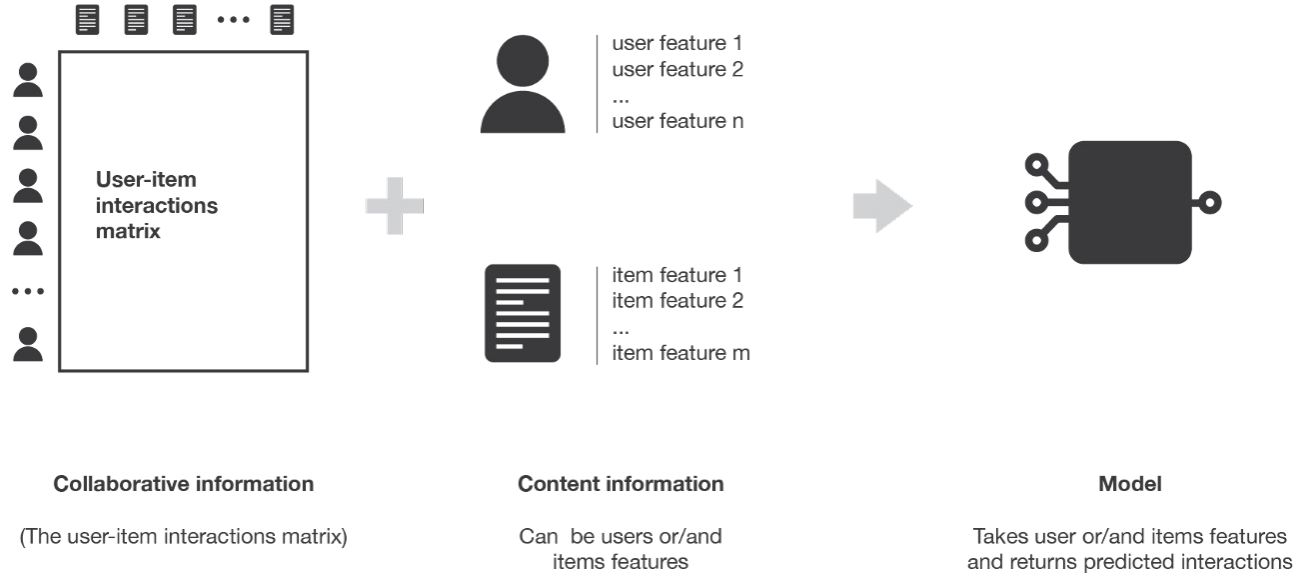 User-item
interactions
matrix
user feature 1
user feature 2
...
user feature n
item feature 1
item feature 2
...
item feature m
Collaborative information
(The user-item interactions matrix)
Content information
Can be users or/and
items features
Model
Takes user or/and items features
and returns predicted interactions